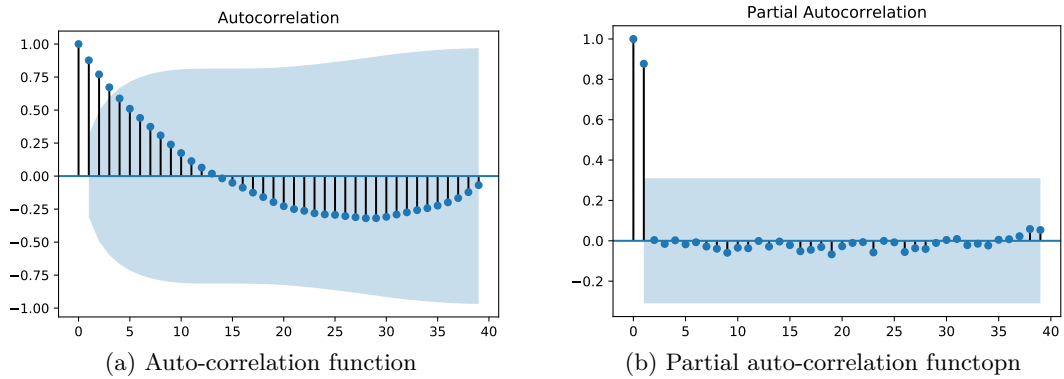 Autocorrelation
1.00
0.75
0.50
0.25
0.00
−0.25
−0.50
−0.75
−1.00
0 5 10 15 20 25 30 35 40
(a) Auto-correlation function
Partial Autocorrelation
1.0
0.8
0.6
0.4
0.2
0.0
−0.2
0 5 10 15 20 25 30 35 40
(b) Partial auto-correlation functopn